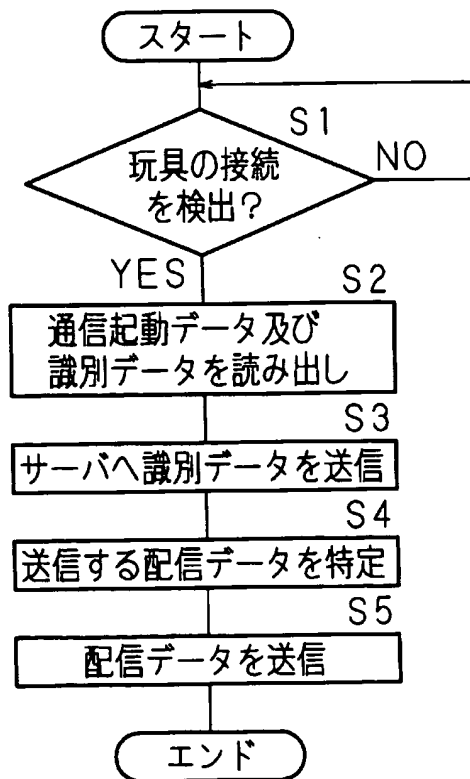 スタート
S1
玩具の接続
を検出?
NO
YES
S2
通信起動データ及び
識別データを読み出し
S3
サーバへ識別データを送信
S4
送信する配信データを特定
S5
配信データを送信
エンド